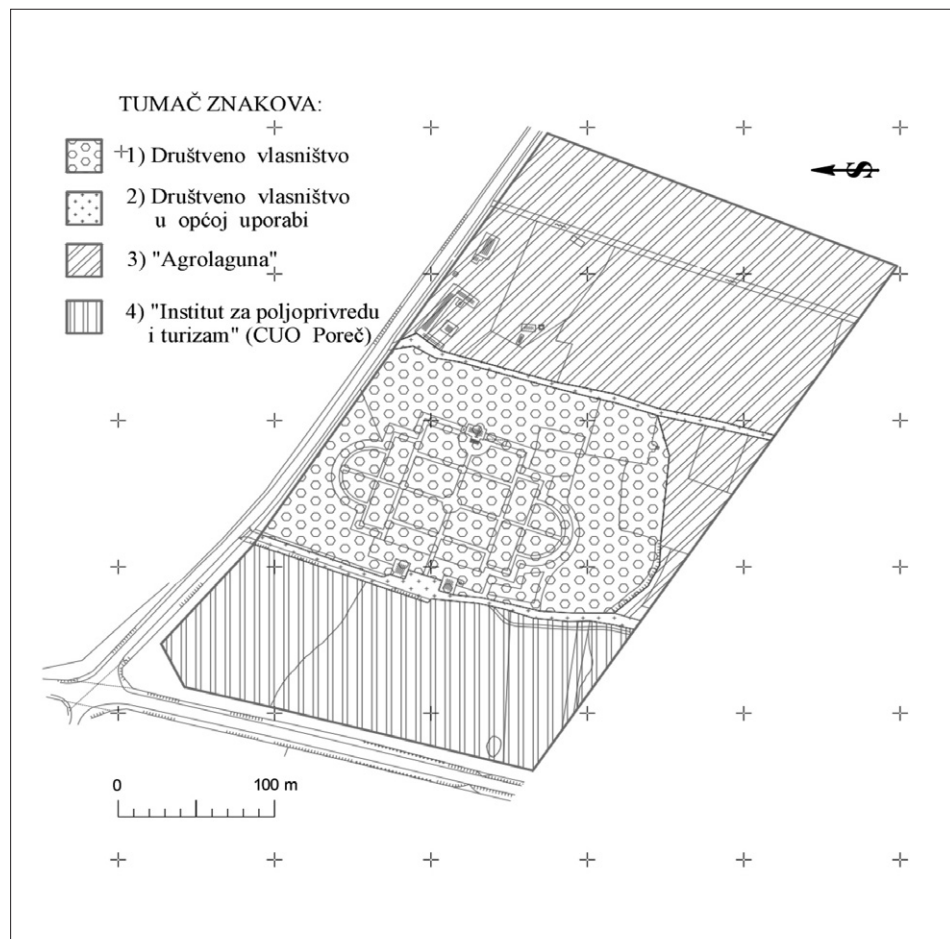 TUMAČ ZNAKOVA:
1) Društveno vlasništvo
2) Društveno vlasništvo
u općoj uporabi
3) "Agrolaguna"
4) "Institut za poljoprivredu
i turizam" (CUO Poreč)
S
0 100 m